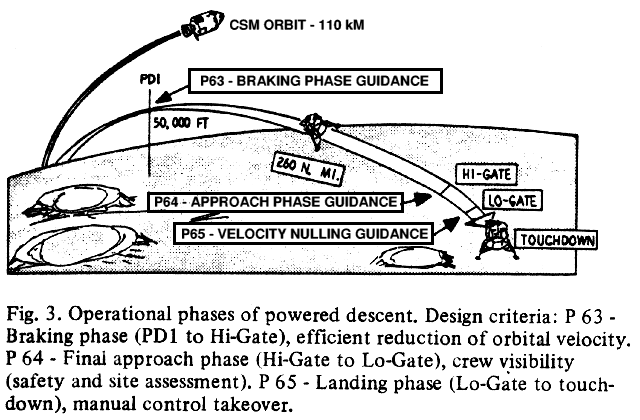 CSM ORBIT - 110 kM
PDI
P63 - BRAKING PHASE GUIDANCE
50,000 FT
260 N. MI.
HI-GATE
P64 - APPROACH PHASE GUIDANCE
LO-GATE
P65 - VELOCITY NULLING GUIDANCE
TOUCHDOWN
Fig. 3. Operational phases of powered descent. Design criteria: P 63 -
Braking phase (PD1 to Hi-Gate), efficient reduction of orbital velocity.
P 64 - Final approach phase (Hi-Gate to Lo-Gate), crew visibility
(safety and site assessment). P 65 - Landing phase (Lo-Gate to touch-
down), manual control takeover.